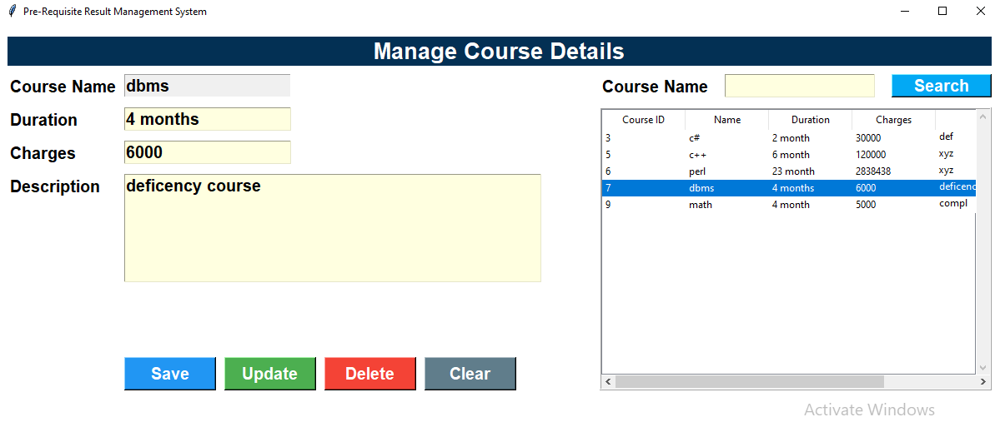 Pre-Requisite Result Management System
Manage Course Details
Course Name dbms
Duration 4 months
Charges 6000
Description deficency course
Save Update Delete Clear
Course Name Search
Course ID Name Duration Charges
3 c# 2 month 30000 def
5 c++ 6 month 120000 xyz
6 perl 23 month 2838438 xyz
7 dbms 4 months 6000 deficenc
9 math 4 month 5000 compl
Activate Windows